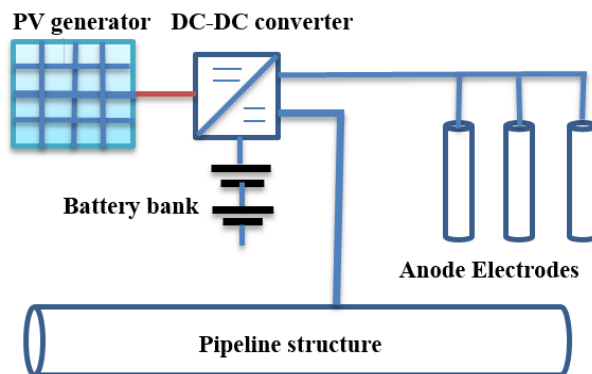 PV generator
DC-DC converter
Battery bank
Anode Electrodes
Pipeline structure